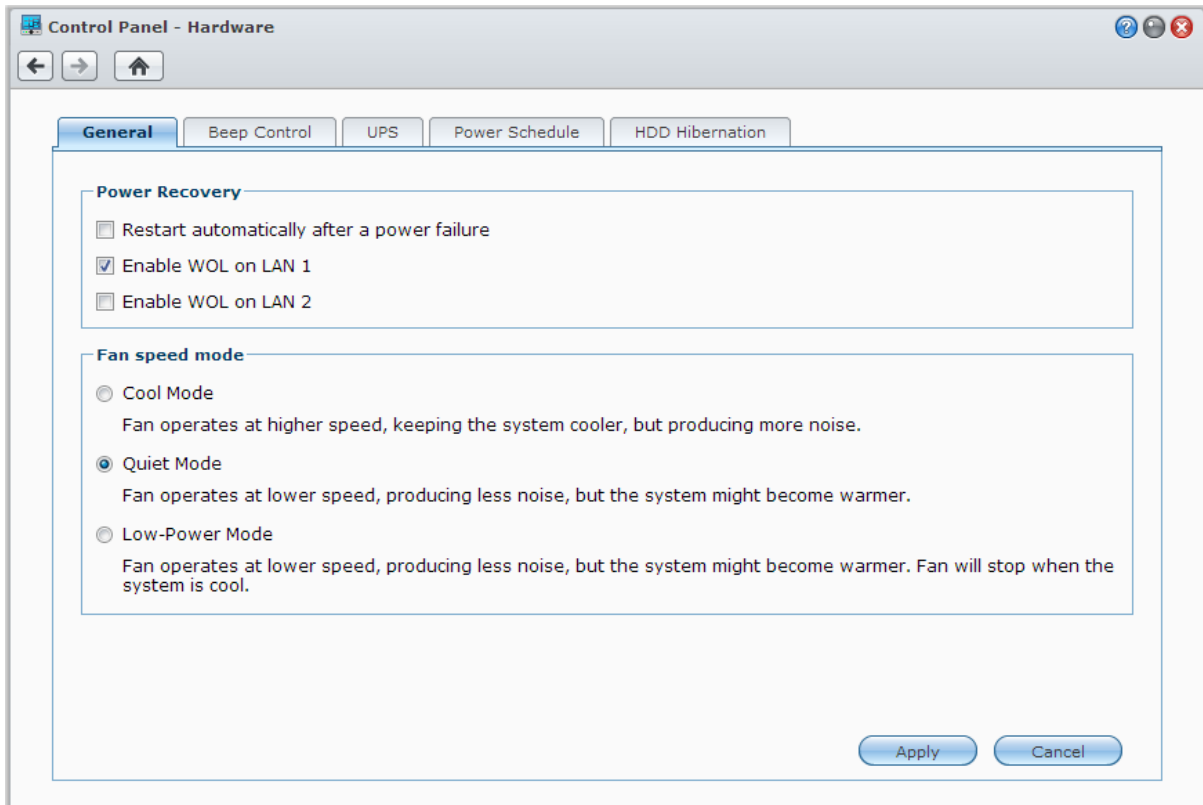 Control Panel - Hardware
General Beep Control UPS Power Schedule HDD Hibernation
Power Recovery
Restart automatically after a power failure
Enable WOL on LAN 1
Enable WOL on LAN 2
Fan speed mode
Cool Mode
Fan operates at higher speed, keeping the system cooler, but producing more noise.
Quiet Mode
Fan operates at lower speed, producing less noise, but the system might become warmer.
Low-Power Mode
Fan operates at lower speed, producing less noise, but the system might become warmer. Fan will stop when the
system is cool.
Apply Cancel